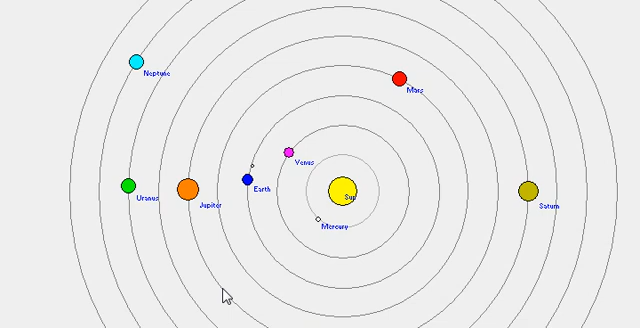 Neptune
Mars
Venus
Earth
Uranus
Jupiter
Sun
Saturn
Mercury